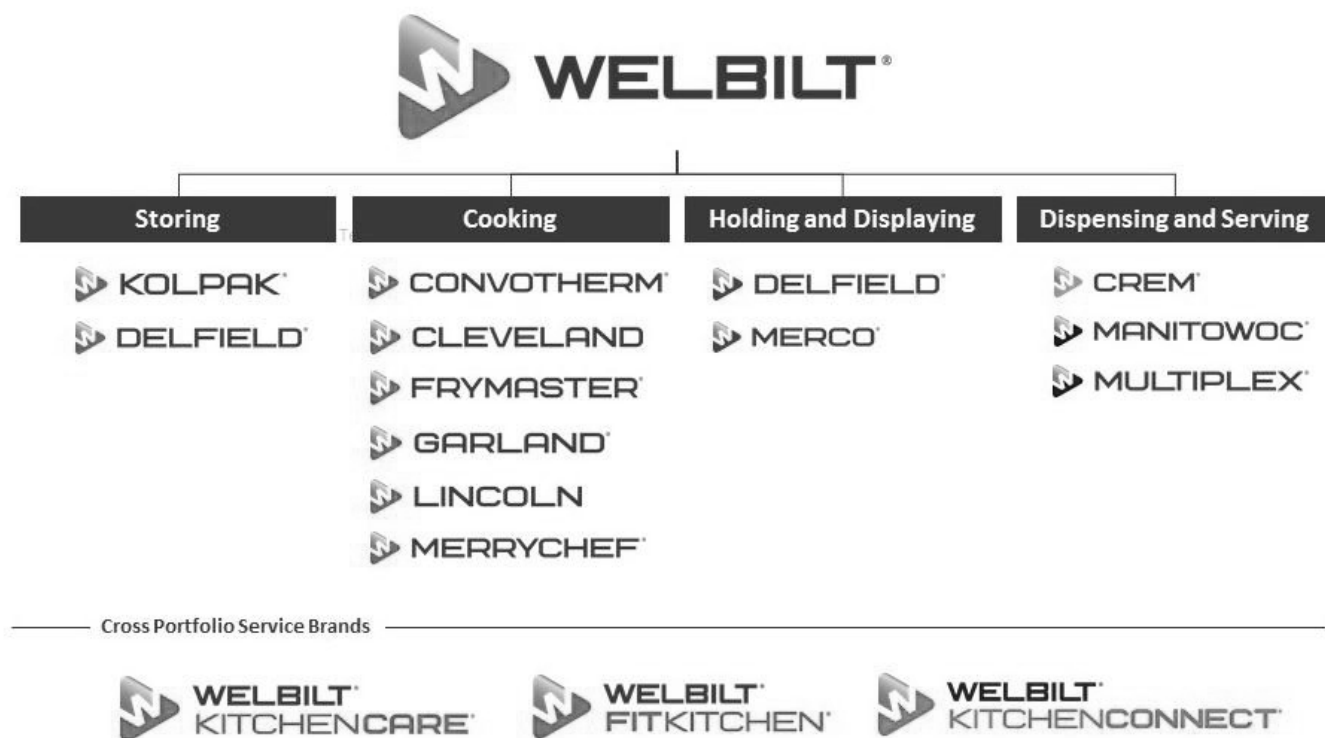 WELBILT®
Storing
KOLPAK®
DELFIELD®
Cooking
CONVOTHERM®
CLEVELAND
FRYMASTER®
GARLAND®
LINCOLN
MERRYCHEF®
Holding and Displaying
DELFIELD®
MERCO®
Dispensing and Serving
CREM®
MANITOWOC®
MULTIPLEX®
Cross Portfolio Service Brands
WELBILT®
KITCHENCARE®
WELBILT®
FITKITCHEN®
WELBILT®
KITCHENCONNECT®